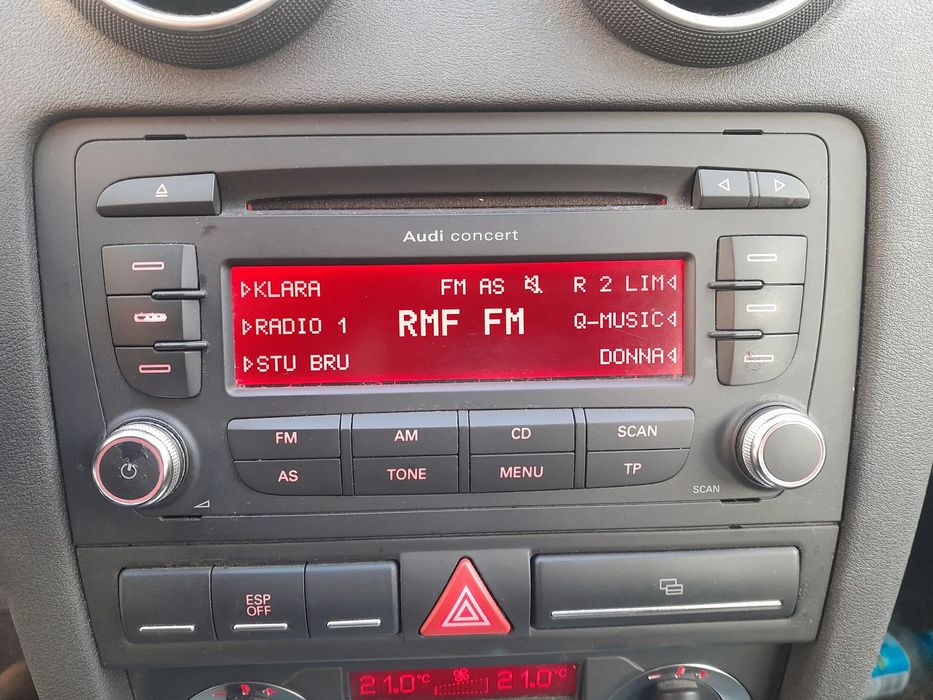 Audi concert
KLARA FM AS R 2 LIM
RADIO 1 RMF FM Q-MUSIC
STU BRU DONNA
FM AM CD SCAN
AS TONE MENU TP
SCAN
ESP
OFF
21.0°C 21.0°C